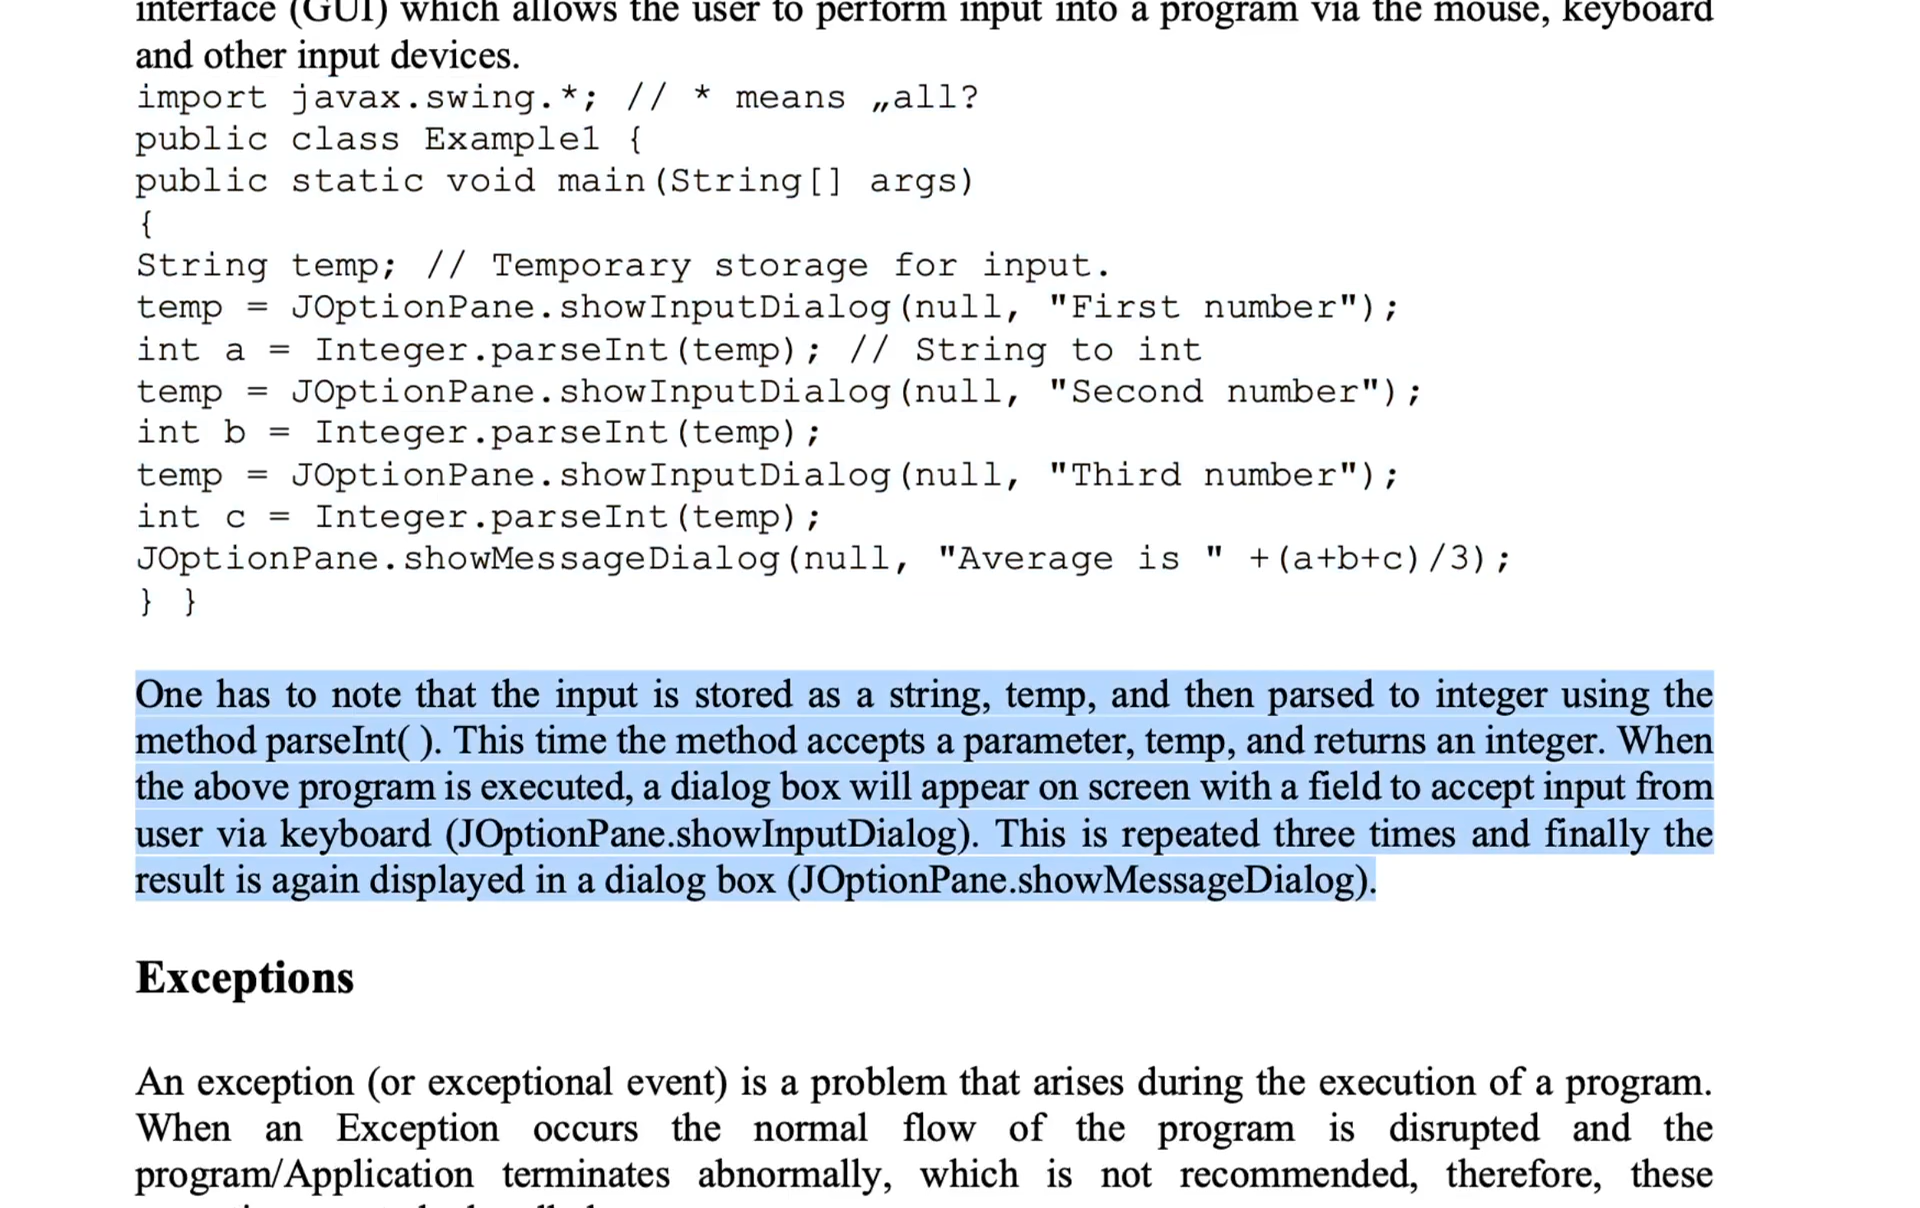 interface (GUI) which allows the user to perform input into a program via the mouse, keyboard
and other input devices.
import javax.swing.*; // * means „all?
public class Example1 {
public static void main(String[] args)
{
String temp; // Temporary storage for input.
temp = JOptionPane.showInputDialog(null, "First number");
int a = Integer.parseInt(temp); // String to int
temp = JOptionPane.showInputDialog(null, "Second number");
int b = Integer.parseInt(temp);
temp = JOptionPane.showInputDialog(null, "Third number");
int c = Integer.parseInt(temp);
JOptionPane.showMessageDialog(null, "Average is " +(a+b+c)/3);
} }
One has to note that the input is stored as a string, temp, and then parsed to integer using the
method parseInt( ). This time the method accepts a parameter, temp, and returns an integer. When
the above program is executed, a dialog box will appear on screen with a field to accept input from
user via keyboard (JOptionPane.showInputDialog). This is repeated three times and finally the
result is again displayed in a dialog box (JOptionPane.showMessageDialog).
Exceptions
An exception (or exceptional event) is a problem that arises during the execution of a program.
When an Exception occurs the normal flow of the program is disrupted and the
program/Application terminates abnormally, which is not recommended, therefore, these